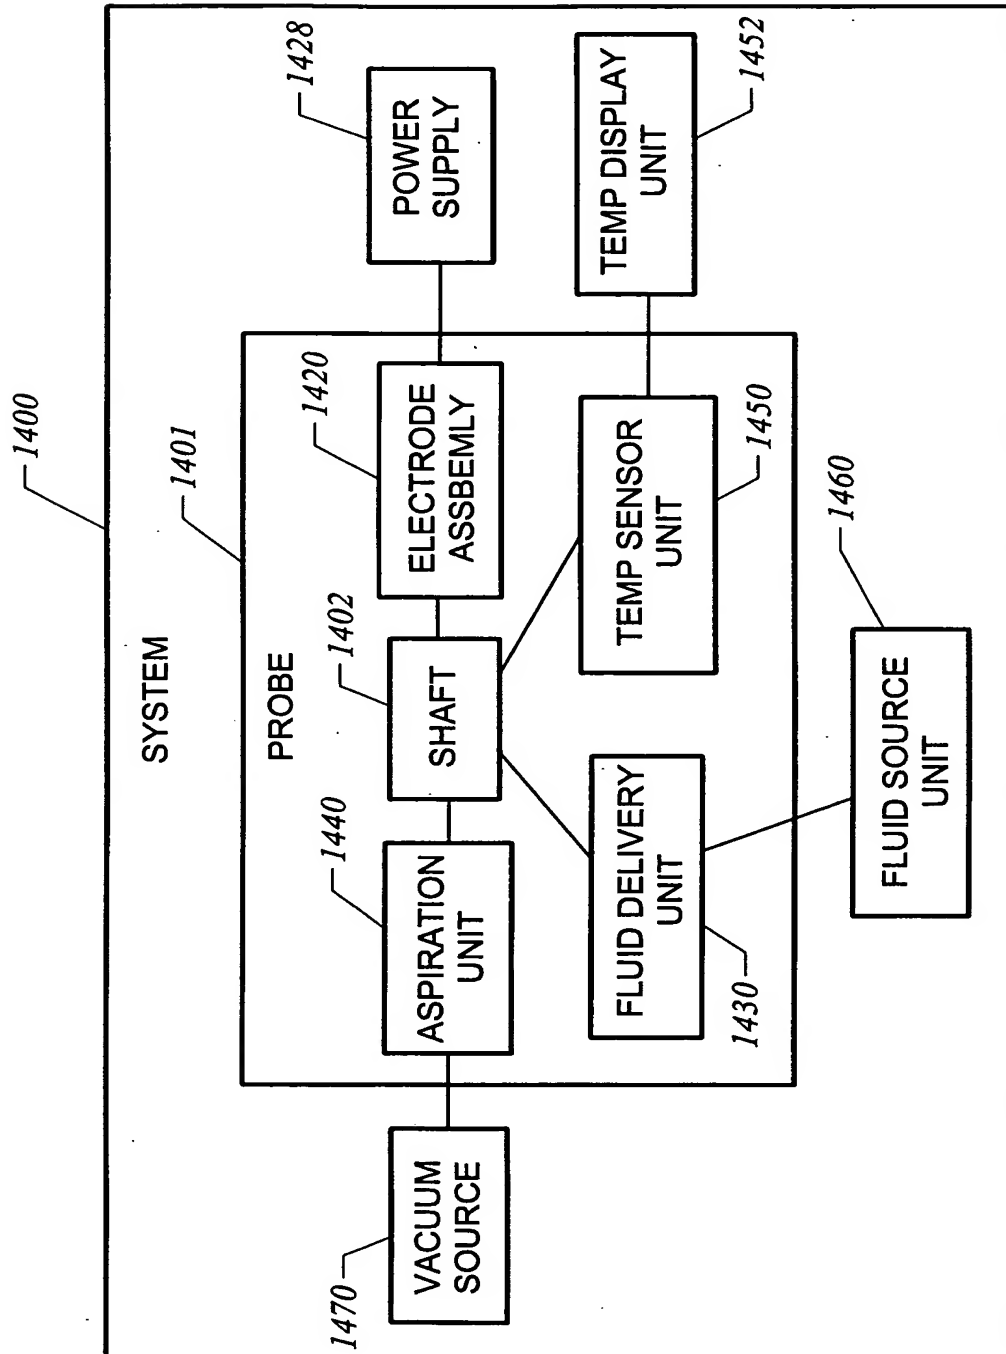 1400
SYSTEM
1401
PROBE
1470
VACUUM
SOURCE
1440
ASPIRATION
UNIT
1402
SHAFT
1420
ELECTRODE
ASSBEMLY
1428
POWER
SUPPLY
FLUID DELIVERY
UNIT
1430
TEMP SENSOR
UNIT
1450
TEMP DISPLAY
UNIT
1452
1460
FLUID SOURCE
UNIT